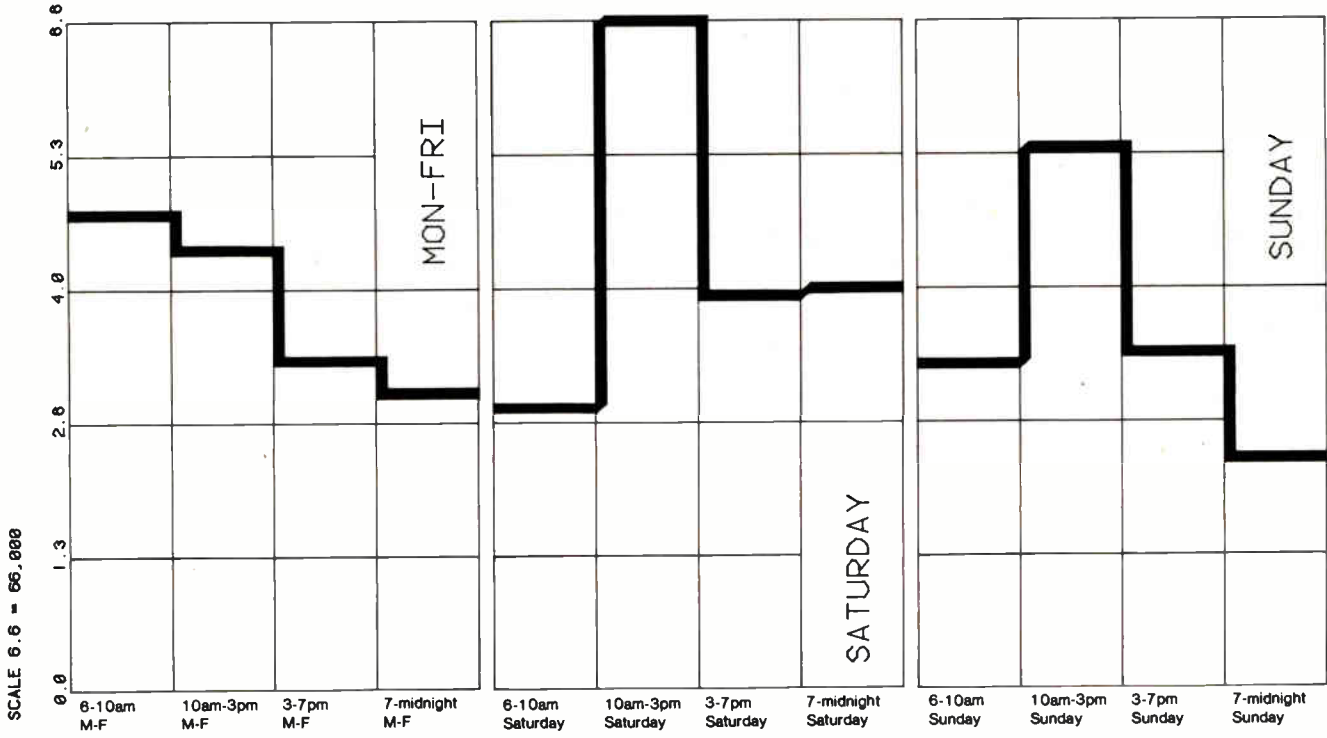 6.6
5.3
4.0
2.6
1.3
0.0
SCALE 6.6 = 66,000
MON-FRI
SATURDAY
SUNDAY
6-10am
M-F
10am-3pm
M-F
3-7pm
M-F
7-midnight
M-F
6-10am
Saturday
10am-3pm
Saturday
3-7pm
Saturday
7-midnight
Saturday
6-10am
Sunday
10am-3pm
Sunday
3-7pm
Sunday
7-midnight
Sunday